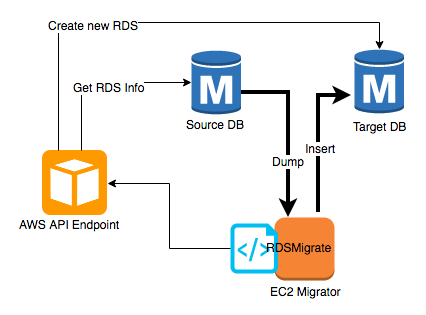 Create new RDS
Get RDS Info
M
M
Source DB
Target DB
Dump
Insert
AWS API Endpoint
</>
RDSMigrate
EC2 Migrator